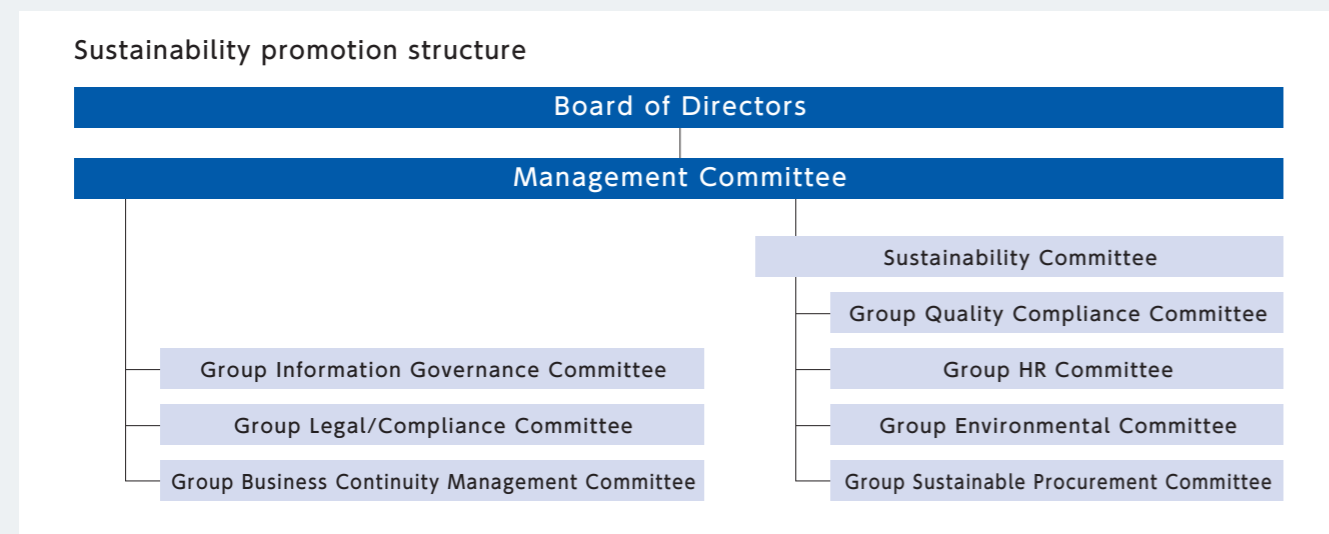 Sustainability promotion structure
Board of Directors
Management Committee
Sustainability Committee
Group Quality Compliance Committee
Group Information Governance Committee
Group HR Committee
Group Legal/Compliance Committee
Group Environmental Committee
Group Business Continuity Management Committee
Group Sustainable Procurement Committee